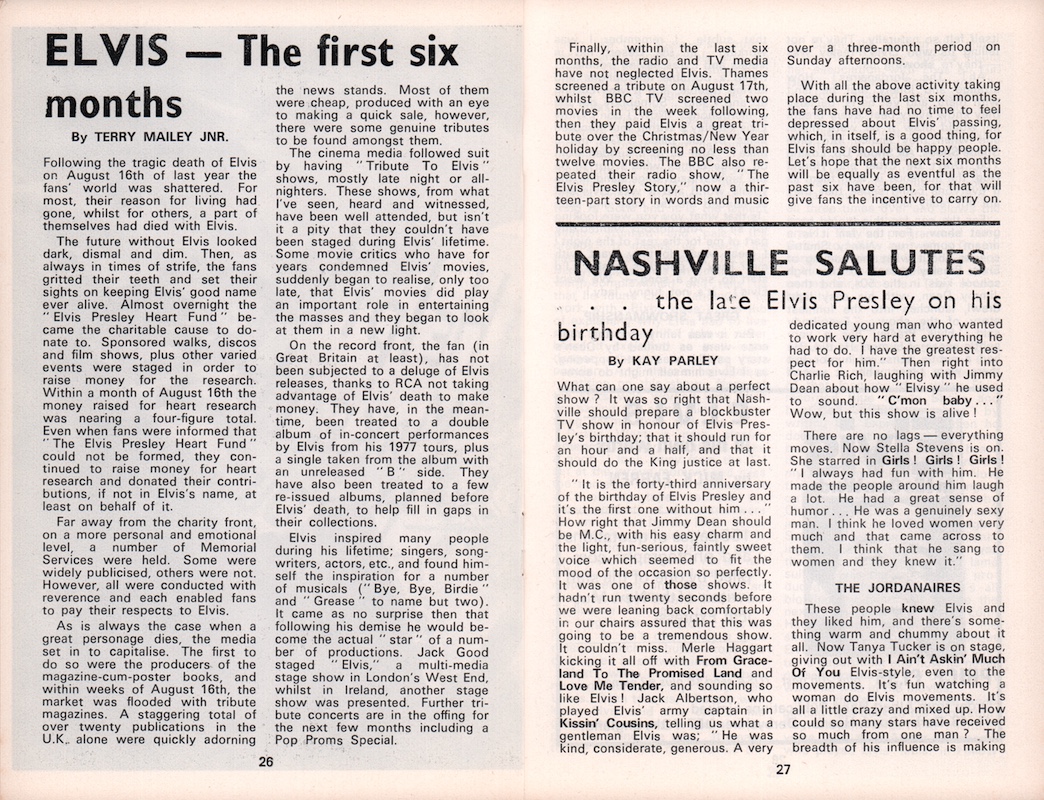 ELVIS — The first six
months
By TERRY MAILEY JNR.
Following the tragic death of Elvis
on August 16th of last year the
fans' world was shattered. For
most, their reason for living had
gone, whilst for others, a part of
themselves had died with Elvis.
The future without Elvis looked
dark, dismal and dim. Then, as
always in times of strife, the fans
gritted their teeth and set their
sights on keeping Elvis' good name
ever alive. Almost overnight the
"Elvis Presley Heart Fund" be-
came the charitable cause to do-
nate to. Sponsored walks, discos
and film shows, plus other varied
events were staged in order to
raise money for the research.
Within a month of August 16th the
money raised for heart research
was nearing a four-figure total.
Even when fans were informed that
"The Elvis Presley Heart Fund"
could not be formed, they con-
tinued to raise money for heart
research and donated their contri-
butions, if not in Elvis's name, at
least on behalf of it.
Far away from the charity front,
on a more personal and emotional
level, a number of Memorial
Services were held. Some were
widely publicised, others were not.
However, all were conducted with
reverence and each enabled fans
to pay their respects to Elvis.
As is always the case when a
great personage dies, the media
set in to capitalise. The first to
do so were the producers of the
magazine-cum-poster books, and
within weeks of August 16th, the
market was flooded with tribute
magazines. A staggering total of
over twenty publications in the
U.K. alone were quickly adorning
the news stands. Most of them
were cheap, produced with an eye
to making a quick sale, however,
there were some genuine tributes
to be found amongst them.
The cinema media followed suit
by having "Tribute To Elvis"
shows, mostly late night or all-
nighters. These shows, from what
I've seen, heard and witnessed,
have been well attended, but isn't
it a pity that they couldn't have
been staged during Elvis' lifetime.
Some movie critics who have for
years condemned Elvis' movies,
suddenly began to realise, only too
late, that Elvis' movies did play
an important role in entertaining
the masses and they began to look
at them in a new light.
On the record front, the fan (in
Great Britain at least), has not
been subjected to a deluge of Elvis
releases, thanks to RCA not taking
advantage of Elvis' death to make
money. They have, in the mean-
time, been treated to a double
album of in-concert performances
by Elvis from his 1977 tours, plus
a single taken from the album with
an unreleased "B" side. They
have also been treated to a few
re-issued albums, planned before
Elvis' death, to help fill in gaps in
their collections.
Elvis inspired many people
during his lifetime; singers, song-
writers, actors, etc., and found him-
self the inspiration for a number
of musicals ("Bye, Bye, Birdie"
and "Grease" to name but two).
It came as no surprise then that
following his demise he would be-
come the actual "star" of a num-
ber of productions. Jack Good
staged "Elvis," a multi-media
stage show in London's West End,
whilst in Ireland, another stage
show was presented. Further tri-
bute concerts are in the offing for
the next few months including a
Pop Proms Special.
26
Finally, within the last six
months, the radio and TV media
have not neglected Elvis. Thames
screened a tribute on August 17th,
whilst BBC TV screened two
movies in the week following,
then they paid Elvis a great tri-
bute over the Christmas/New Year
holiday by screening no less than
twelve movies. The BBC also re-
peated their radio show, "The
Elvis Presley Story," now a thir-
teen-part story in words and music
over a three-month period on
Sunday afternoons.
With all the above activity taking
place during the last six months,
the fans have had no time to feel
depressed about Elvis' passing,
which, in itself, is a good thing, for
Elvis fans should be happy people.
Let's hope that the next six months
will be equally as eventful as the
past six have been, for that will
give fans the incentive to carry on.
NASHVILLE SALUTES
the late Elvis Presley on his
birthday
By KAY PARLEY
What can one say about a perfect
show? It was so right that Nash-
ville should prepare a blockbuster
TV show in honour of Elvis Pres-
ley's birthday; that it should run for
an hour and a half, and that it
should do the King justice at last.
"It is the forty-third anniversary
of the birthday of Elvis Presley and
it's the first one without him . . ."
How right that Jimmy Dean should
be M.C., with his easy charm and
the light, fun-serious, faintly sweet
voice which seemed to fit the
mood of the occasion so perfectly.
It was one of those shows. It
hadn't run twenty seconds before
we were leaning back comfortably
in our chairs assured that this was
going to be a tremendous show.
It couldn't miss. Merle Haggart
kicking it all off with From Grace-
land To The Promised Land and
Love Me Tender, and sounding so
like Elvis! Jack Albertson, who
played Elvis' army captain in
Kissin' Cousins, telling us what a
gentleman Elvis was; "He was
kind, considerate, generous. A very
dedicated young man who wanted
to work very hard at everything he
had to do. I have the greatest res-
pect for him." Then right into
Charlie Rich, laughing with Jimmy
Dean about how "Elvisy" he used
to sound. "C'mon baby . . ."
Wow, but this show is alive!
There are no lags — everything
moves. Now Stella Stevens is on.
She starred in Girls! Girls! Girls!
"I always had fun with him. He
made the people around him laugh
a lot. He had a great sense of
humor . . . He was a genuinely sexy
man. I think he loved women very
much and that came across to
them. I think that he sang to
women and they knew it."
THE JORDANAIRES
These people knew Elvis and
they liked him, and there's some-
thing warm and chummy about it
all. Now Tanya Tucker is on stage,
giving out with I Ain't Askin' Much
Of You Elvis-style, even to the
movements. It's fun watching a
woman do Elvis movements. It's
all a little crazy and mixed up. How
could so many stars have received
so much from one man? The
breadth of his influence is making
27